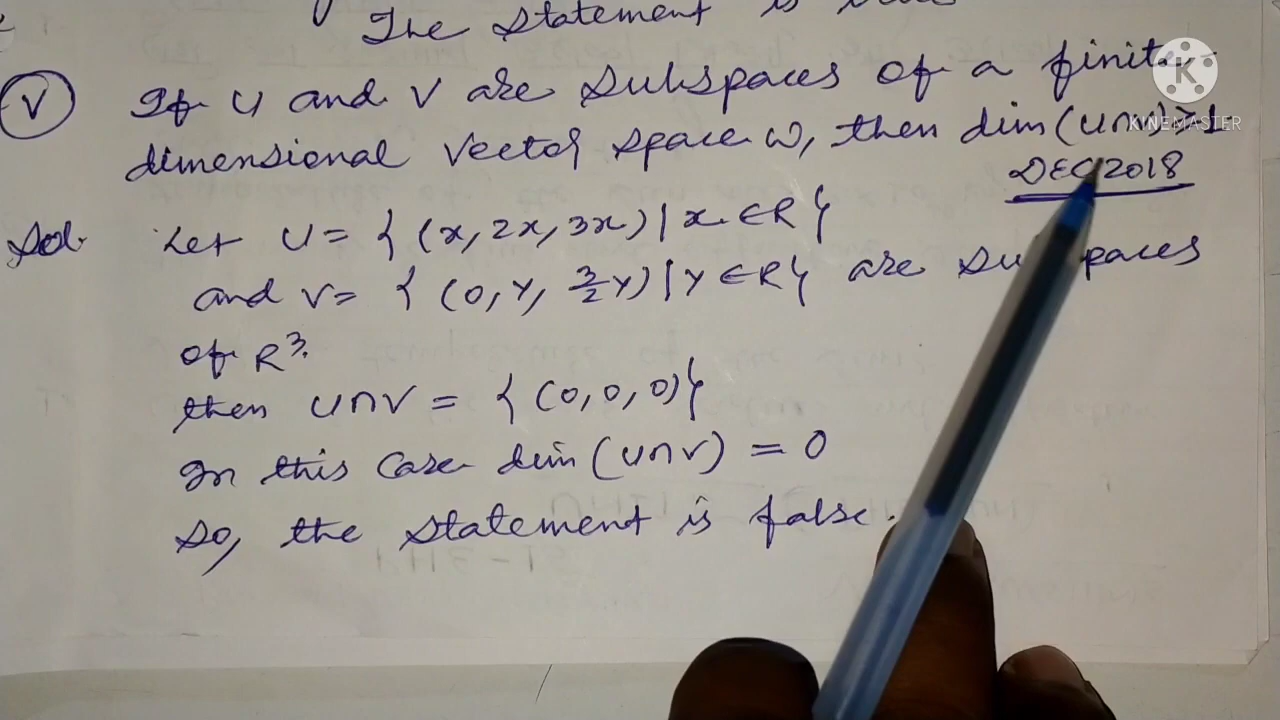 The statement is
(V) If U and V are subspaces of a finite
dimensional vector space W, then dim(U∩V)≥1
DEC 2018
Sol. Let U = { (x, 2x, 3x) | x ∈ R }
and V = { (0, y, 3/2 y) | y ∈ R } are subspaces
of R³.
then U∩V = { (0, 0, 0) }
In this case dim (U∩V) = 0
So, the statement is false.
KINEMASTER